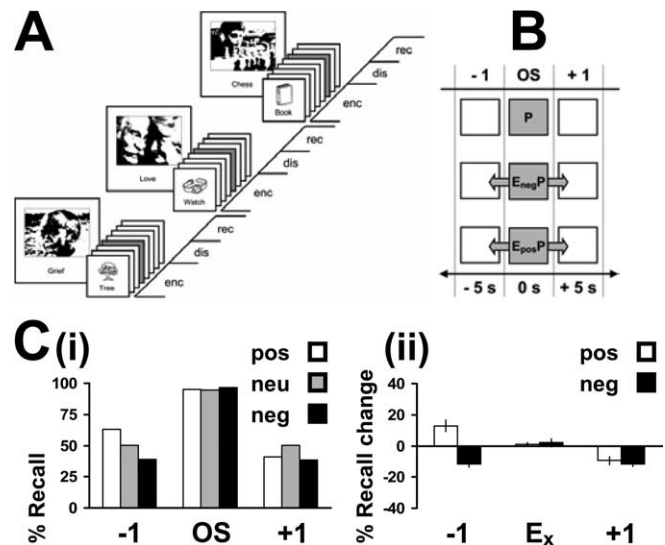 A
Chess
Book
rec
dis
enc
Love
Watch
rec
dis
enc
Grief
Tree
rec
dis
enc
B
- 1 OS + 1
P
EnegP
EposP
- 5 s 0 s + 5 s
C (i)
pos
neu
neg
% Recall
100
75
50
25
0
-1 OS +1
(ii)
pos
neg
% Recall change
40
20
0
-20
-40
-1 Ex +1